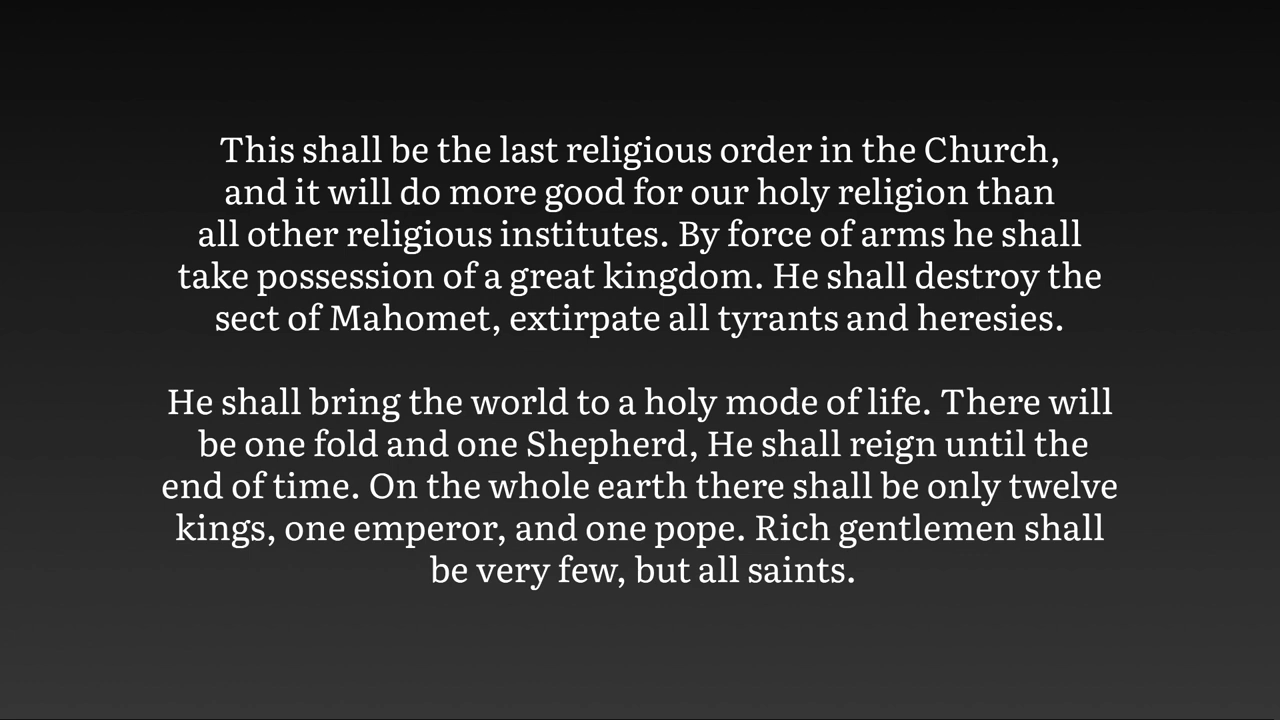 This shall be the last religious order in the Church,
and it will do more good for our holy religion than
all other religious institutes. By force of arms he shall
take possession of a great kingdom. He shall destroy the
sect of Mahomet, extirpate all tyrants and heresies.
He shall bring the world to a holy mode of life. There will
be one fold and one Shepherd, He shall reign until the
end of time. On the whole earth there shall be only twelve
kings, one emperor, and one pope. Rich gentlemen shall
be very few, but all saints.